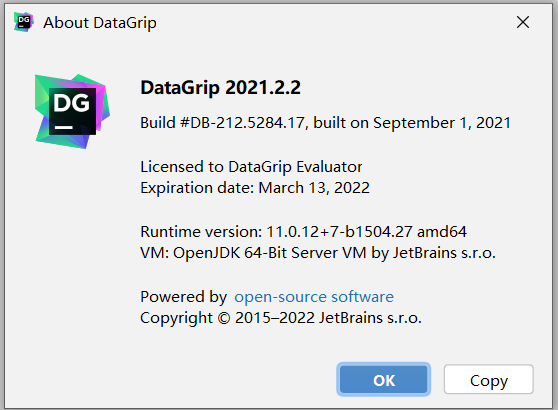 DG About DataGrip
DG
DataGrip 2021.2.2
Build #DB-212.5284.17, built on September 1, 2021
Licensed to DataGrip Evaluator
Expiration date: March 13, 2022
Runtime version: 11.0.12+7-b1504.27 amd64
VM: OpenJDK 64-Bit Server VM by JetBrains s.r.o.
Powered by open-source software
Copyright © 2015–2022 JetBrains s.r.o.
OK Copy